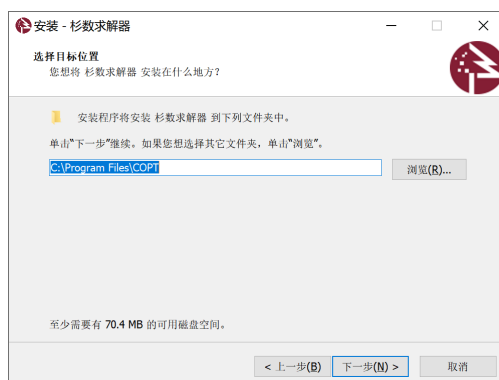 安装 - 杉数求解器
选择目标位置
您想将 杉数求解器 安装在什么地方?
安装程序将安装 杉数求解器 到下列文件夹中。
单击“下一步”继续。如果您想选择其它文件夹，单击“浏览”。
C:\Program Files\COPT
浏览(R)...
至少需要有 70.4 MB 的可用磁盘空间。
< 上一步(B) 下一步(N) > 取消